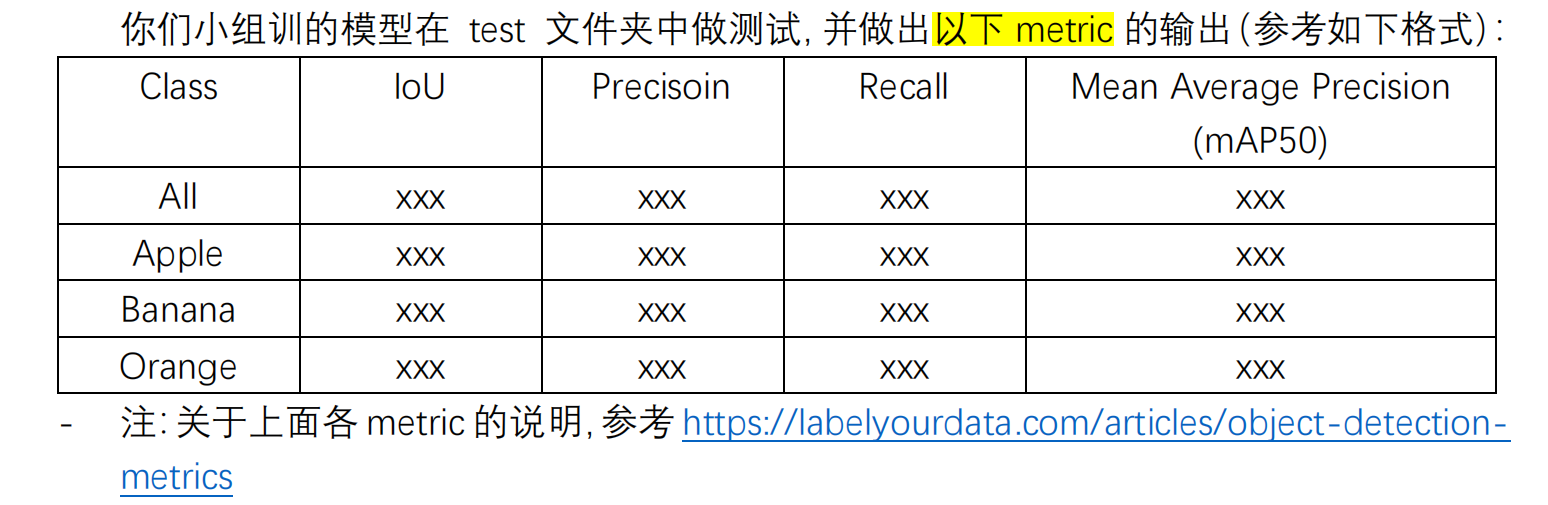 你们小组训的模型在 test 文件夹中做测试，并做出以下 metric 的输出（参考如下格式）：
Class IoU Precisoin Recall Mean Average Precision
(mAP50)
All xxx xxx xxx xxx
Apple xxx xxx xxx xxx
Banana xxx xxx xxx xxx
Orange xxx xxx xxx xxx
- 注：关于上面各 metric 的说明，参考 https://labelyourdata.com/articles/object-detection-
metrics